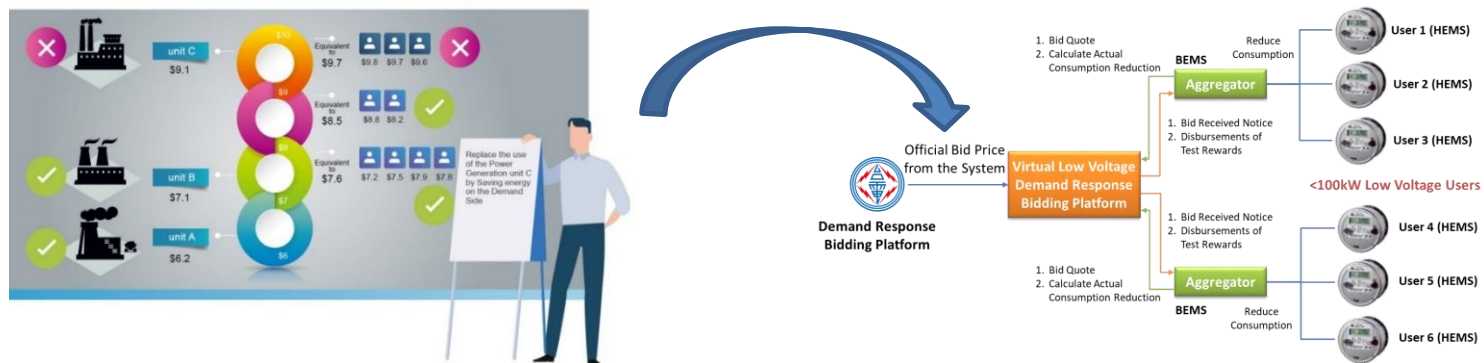 unit C
$9.1
$10
Equivalent
to
$9.7
$9.8 $9.7 $9.6
$9
Equivalent
to
$8.5
$8.8 $8.2
$8
Equivalent
to
$7.6
$7.2 $7.5 $7.9 $7.8
unit B
$7.1
$7
unit A
$6.2
$6
Replace the use
of the Power
Generation unit C
by Saving energy
on the Demand
Side
Demand Response
Bidding Platform
Official Bid Price
from the System
Virtual Low Voltage
Demand Response
Bidding Platform
1. Bid Quote
2. Calculate Actual
Consumption Reduction
BEMS
Aggregator
Reduce
Consumption
1. Bid Received Notice
2. Disbursements of
Test Rewards
User 1 (HEMS)
User 2 (HEMS)
User 3 (HEMS)
<100kW Low Voltage Users
1. Bid Received Notice
2. Disbursements of
Test Rewards
1. Bid Quote
2. Calculate Actual
Consumption Reduction
Aggregator
BEMS
Reduce
Consumption
User 4 (HEMS)
User 5 (HEMS)
User 6 (HEMS)